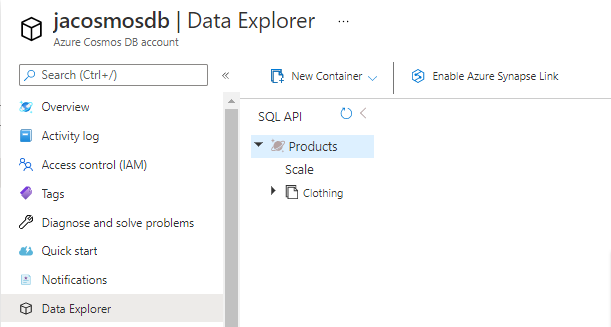 jacosmosdb | Data Explorer ...
Azure Cosmos DB account
Search (Ctrl+/)
«
New Container
Enable Azure Synapse Link
Overview
Activity log
Access control (IAM)
Tags
Diagnose and solve problems
Quick start
Notifications
Data Explorer
SQL API
Products
Scale
Clothing